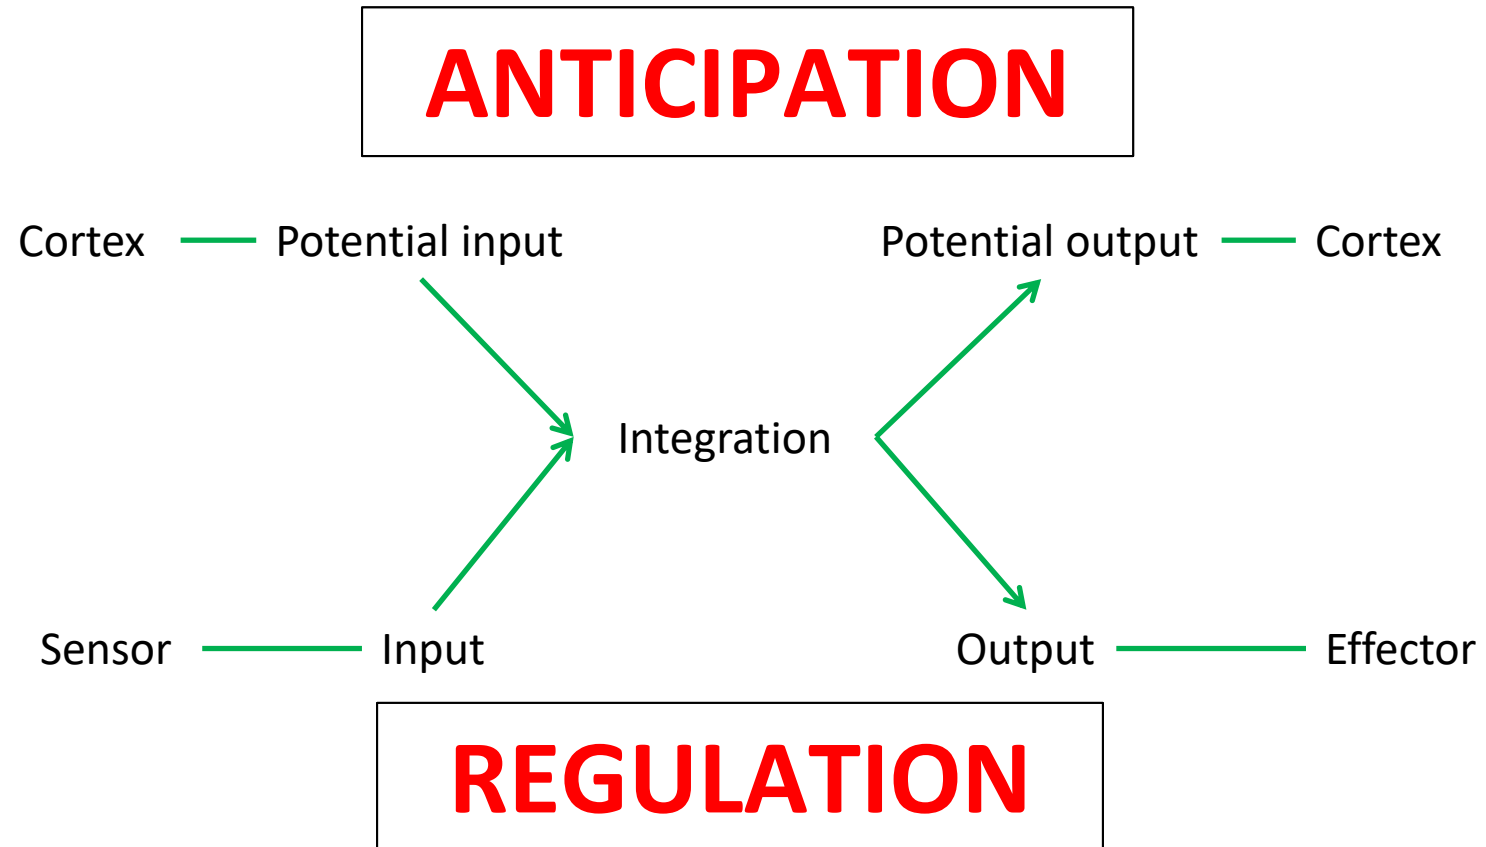 ANTICIPATION
Cortex Potential input Potential output Cortex
Integration
Sensor Input Output Effector
REGULATION